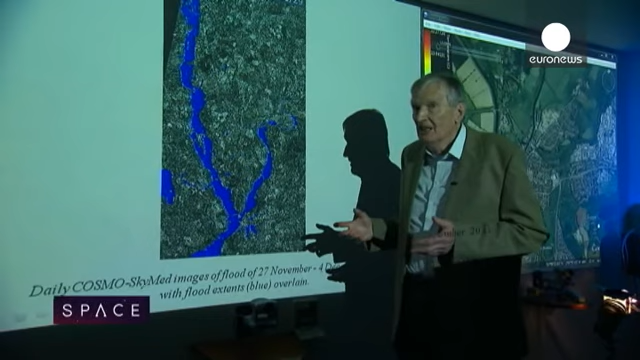 euronews
Daily COSMO-SkyMed images of flood of 27 November - 4 D
with flood extents (blue) overlain.
SPACE